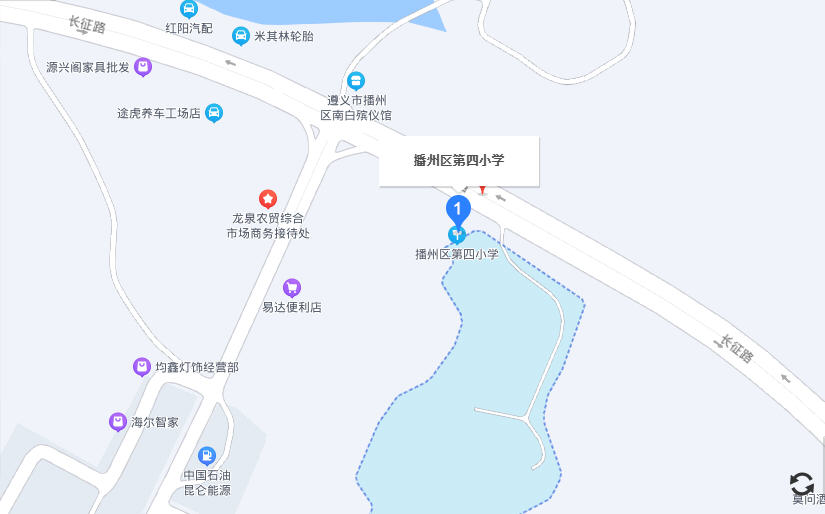 长征路
红阳汽配
米其林轮胎
源兴阁家具批发
途虎养车工场店
遵义市播州
区南白殡仪馆
播州区第四小学
1
播州区第四小学
龙泉农贸综合
市场商务接待处
易达便利店
长征路
均鑫灯饰经营部
海尔智家
中国石油
昆仑能源
莫问酒